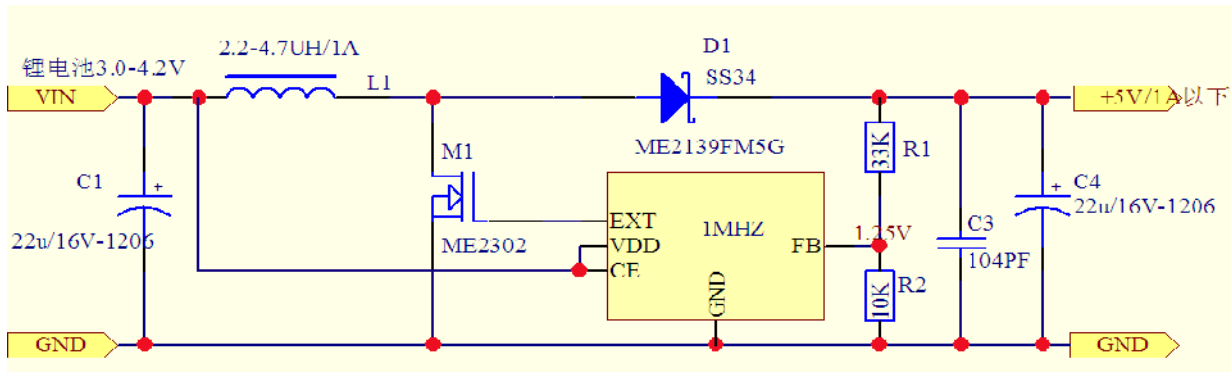 2.2-4.7UH/1A
D1
锂电池3.0-4.2V
L1
SS34
VIN
+5V/1A以下
ME2139FM5G
33K
R1
M1
C1
C4
22u/16V-1206
EXT
1MHZ
1.25V
C3
22u/16V-1206
ME2302
VDD
FB
104PF
CE
GND
10K
R2
GND
GND